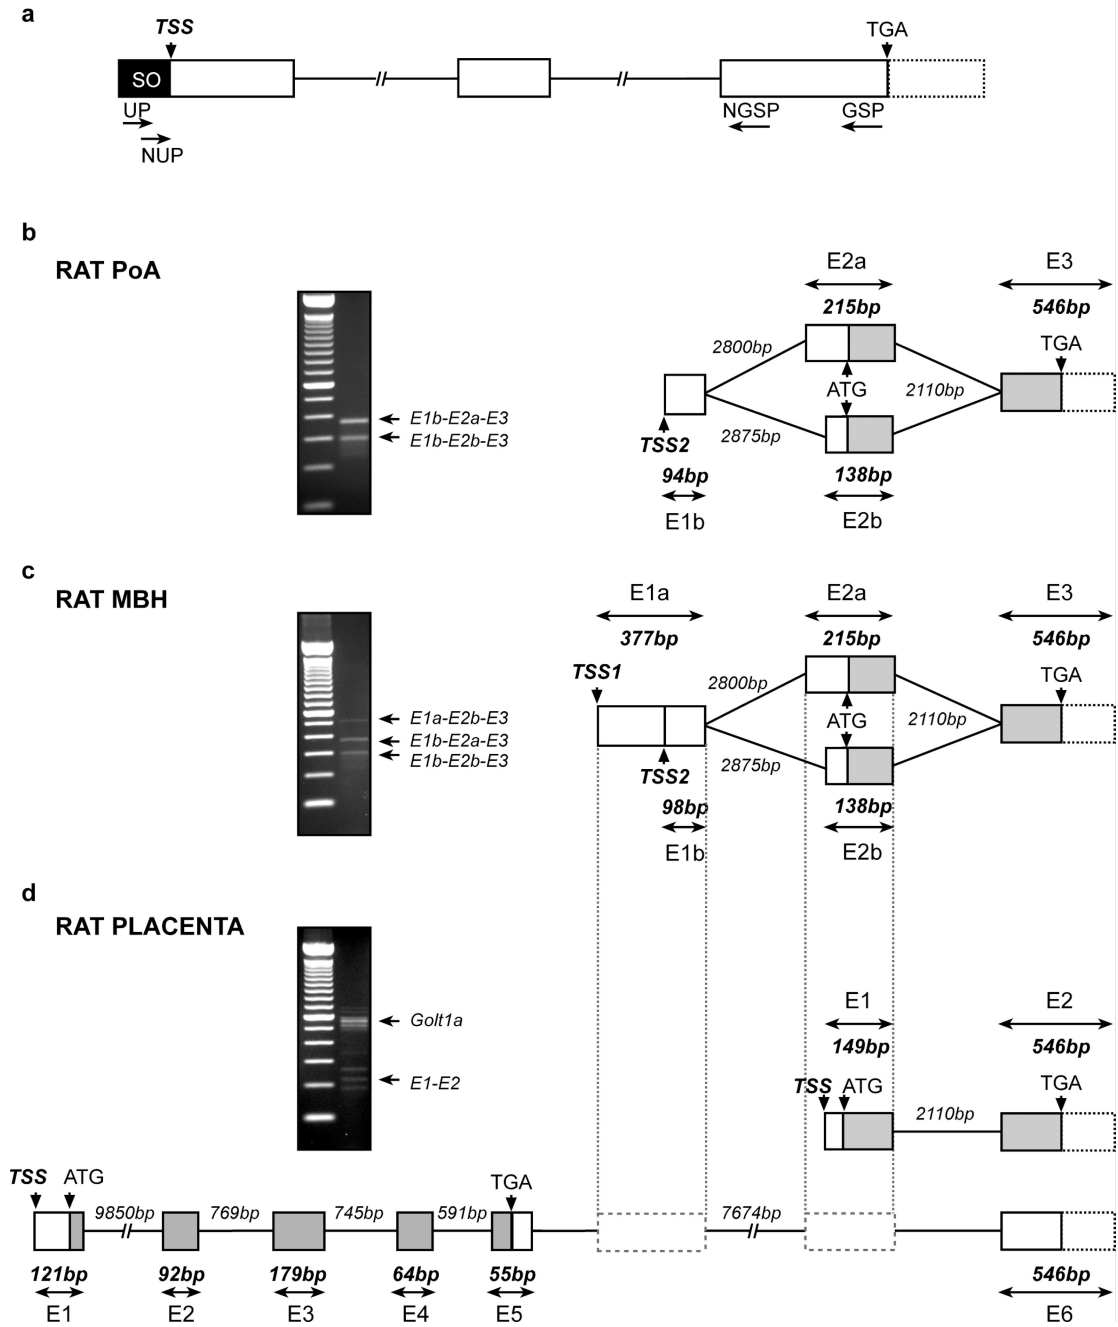 a
TSS
TGA
SO
UP
NUP
NGSP
GSP
b
RAT PoA
E2a
E3
215bp
546bp
2800bp
TGA
ATG
2110bp
E1b-E2a-E3
E1b-E2b-E3
TSS2
2875bp
94bp
138bp
E1b
E2b
c
RAT MBH
E1a
E2a
E3
377bp
215bp
546bp
TSS1
2800bp
TGA
E1a-E2b-E3
ATG
2110bp
E1b-E2a-E3
E1b-E2b-E3
TSS2
2875bp
98bp
138bp
E1b
E2b
d
RAT PLACENTA
E1
E2
Golt1a
149bp
546bp
E1-E2
TSS ATG
TGA
2110bp
TSS ATG
TGA
9850bp 769bp 745bp 591bp 7674bp
121bp 92bp 179bp 64bp 55bp 546bp
E1 E2 E3 E4 E5 E6